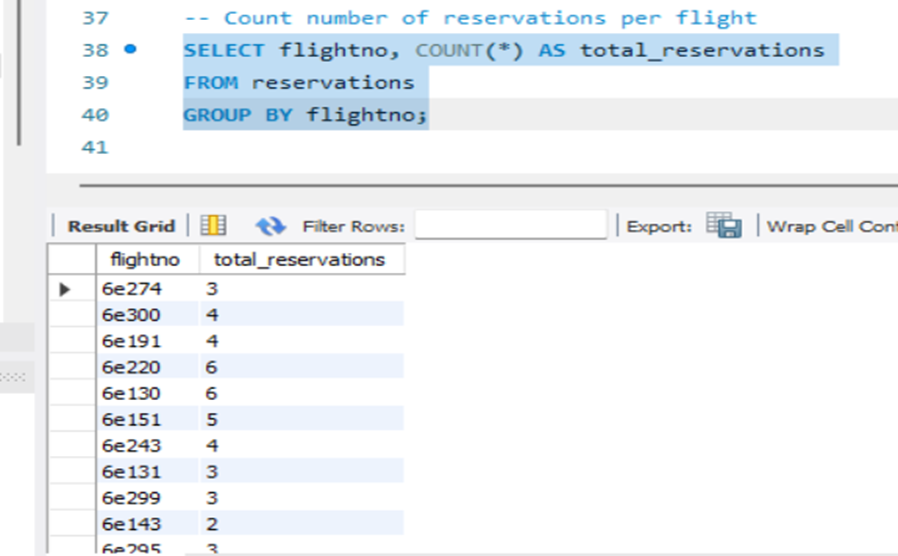 37 -- Count number of reservations per flight
38 SELECT flightno, COUNT(*) AS total_reservations
39 FROM reservations
40 GROUP BY flightno;
41
Result Grid Filter Rows: Export: Wrap Cell Cont
flightno total_reservations
6e274 3
6e300 4
6e191 4
6e220 6
6e130 6
6e151 5
6e243 4
6e131 3
6e299 3
6e143 2
6e295 3